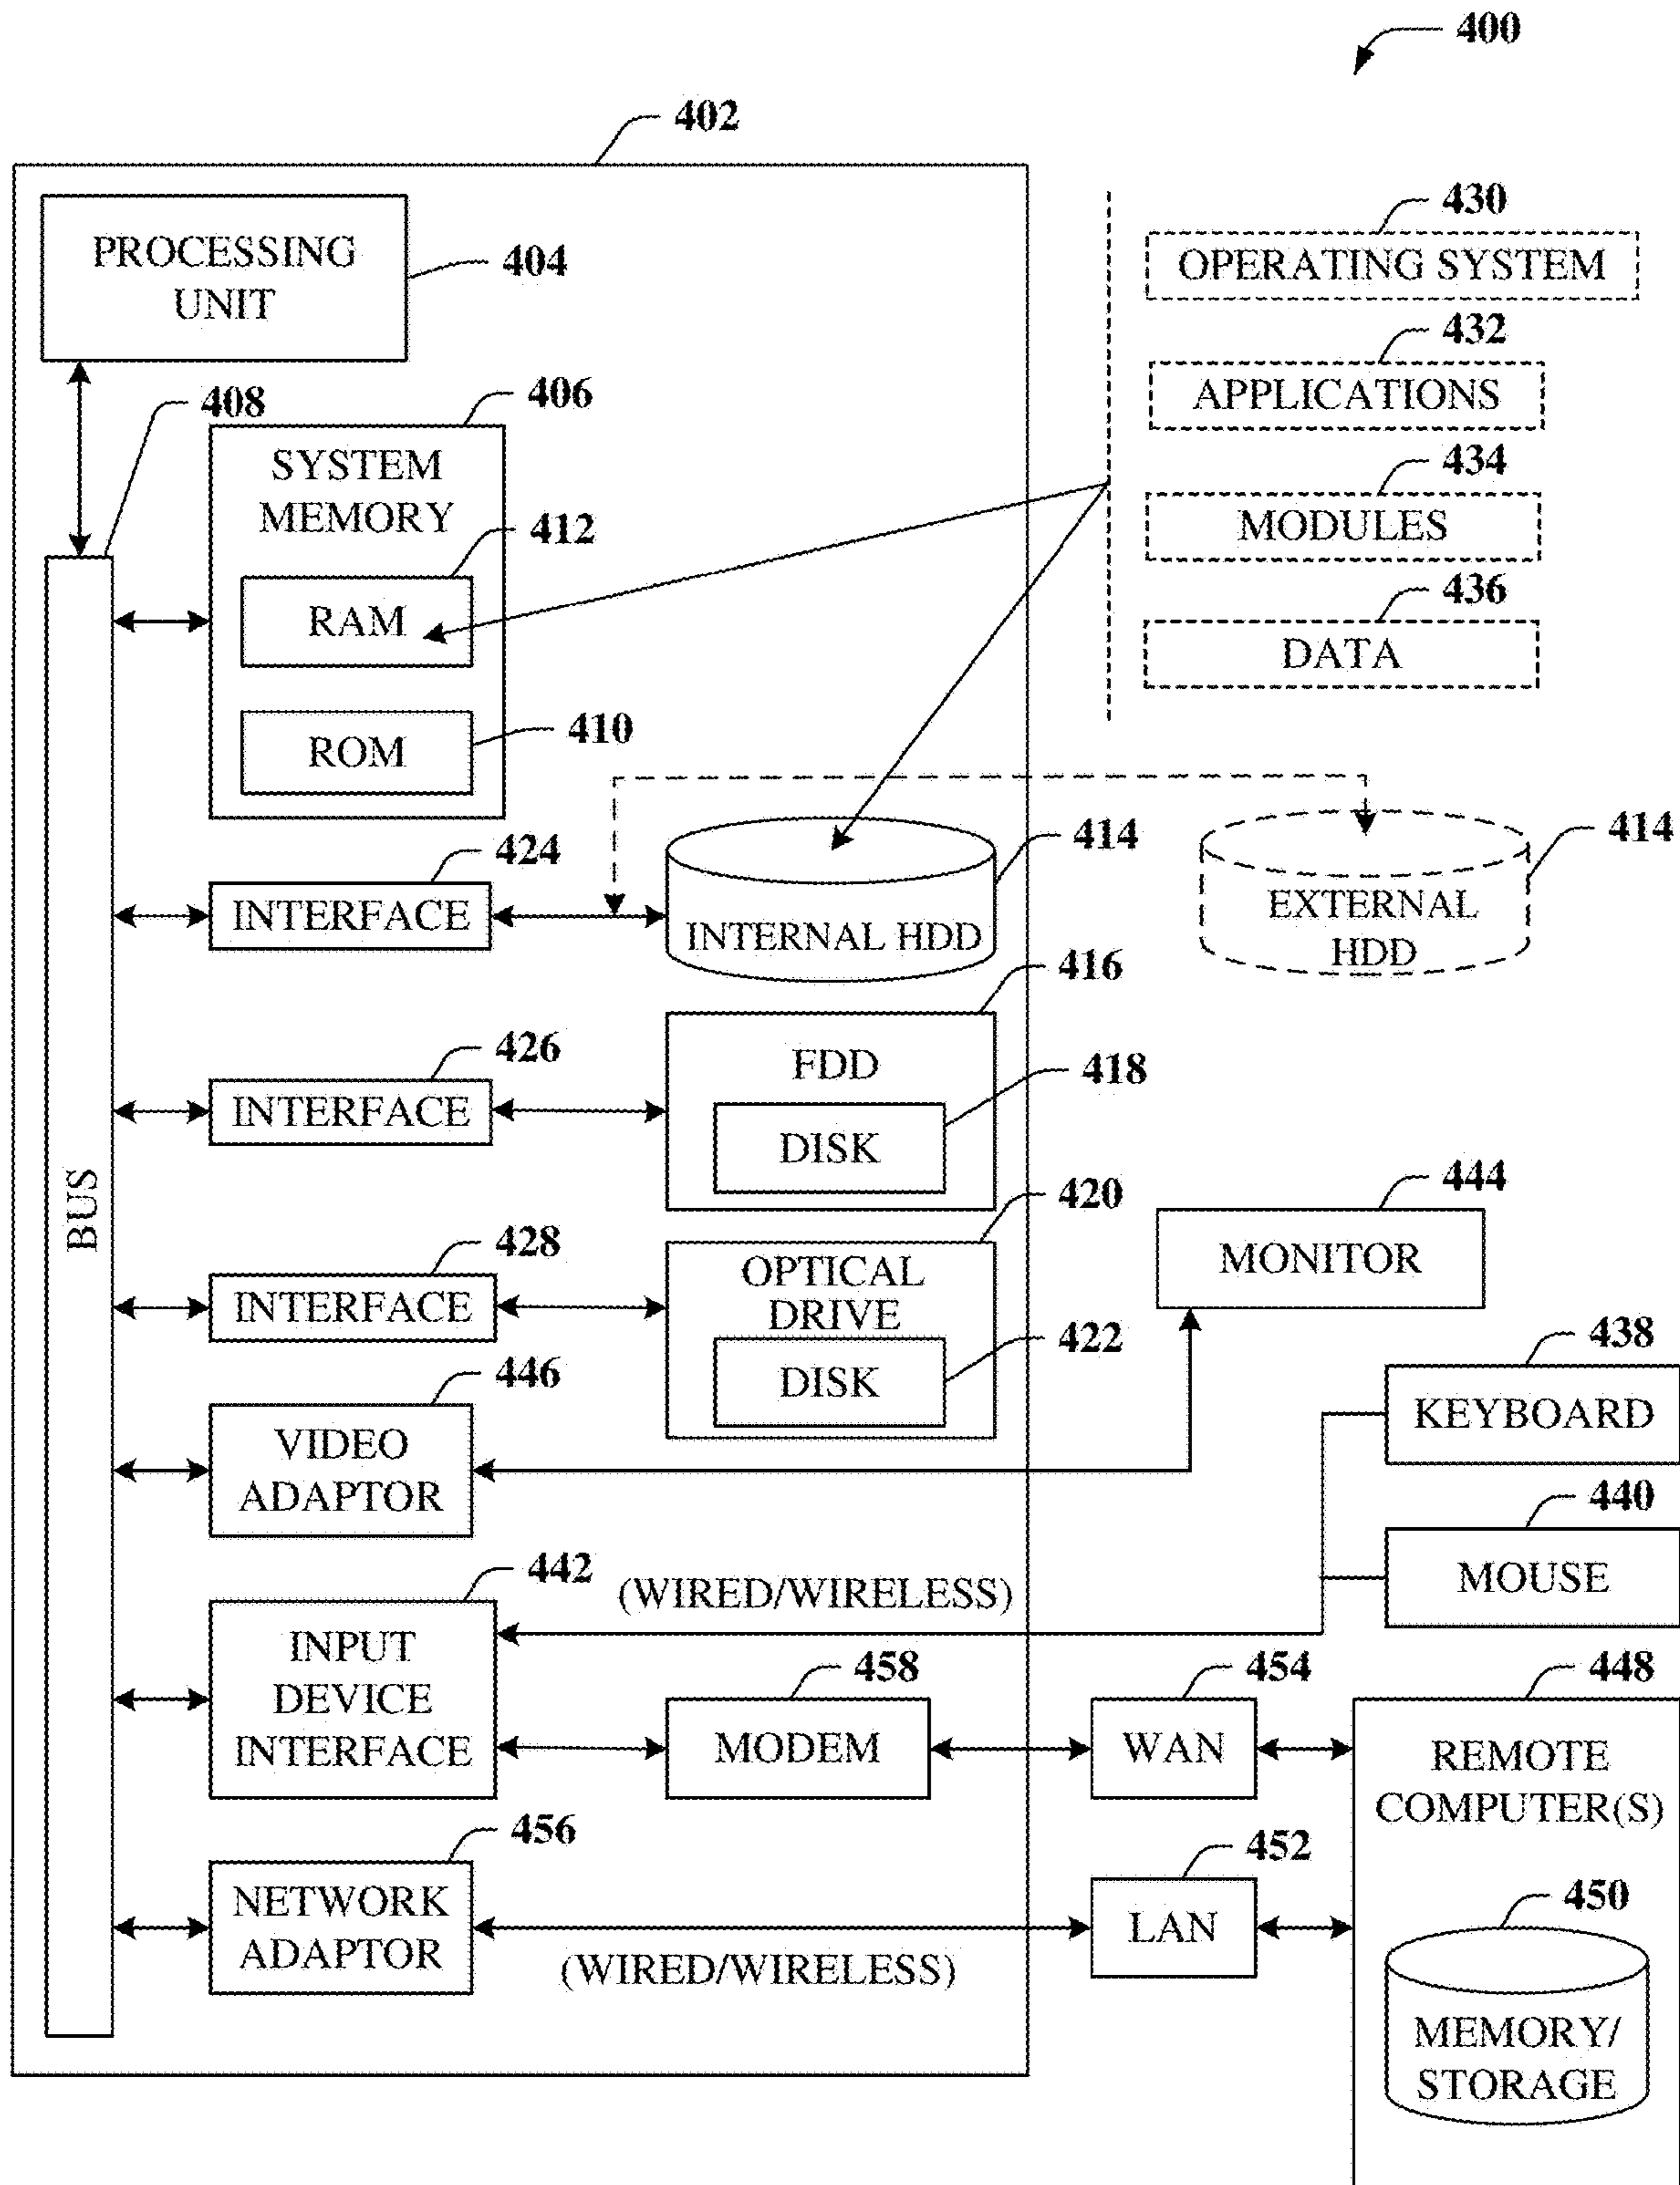 400
402
PROCESSING
UNIT
404
430
OPERATING SYSTEM
432
APPLICATIONS
434
MODULES
436
DATA
408
406
SYSTEM
MEMORY
412
RAM
410
ROM
BUS
424
INTERFACE
414
INTERNAL HDD
414
EXTERNAL
HDD
426
INTERFACE
416
FDD
418
DISK
428
INTERFACE
420
OPTICAL
DRIVE
422
DISK
444
MONITOR
446
VIDEO
ADAPTOR
438
KEYBOARD
440
MOUSE
442
INPUT
DEVICE
INTERFACE
(WIRED/WIRELESS)
458
MODEM
454
WAN
448
REMOTE
COMPUTER(S)
456
NETWORK
ADAPTOR
(WIRED/WIRELESS)
452
LAN
450
MEMORY/
STORAGE